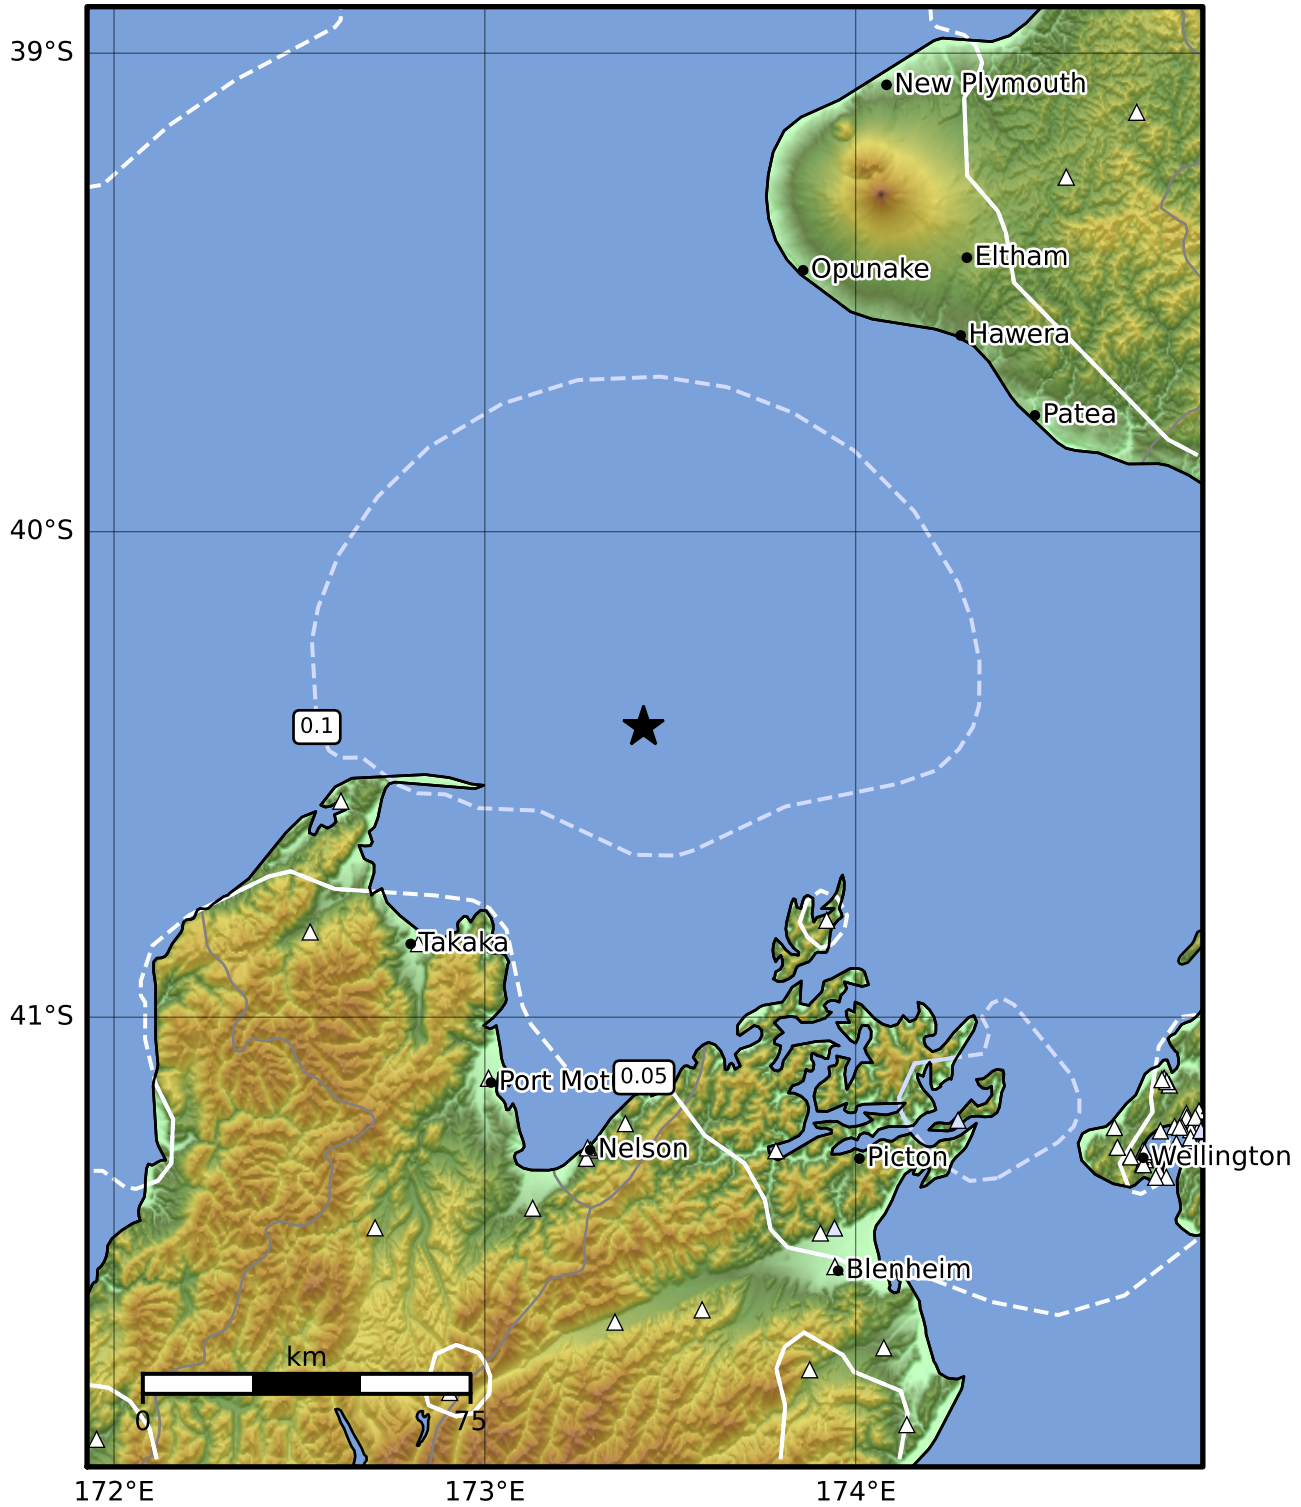 39°S
New Plymouth
Eltham
Opunake
Hawera
Patea
40°S
0.1
Takaka
41°S
Port Mot
0.05
Nelson
Picton
Wellington
Blenheim
km
0
75
172°E
173°E
174°E